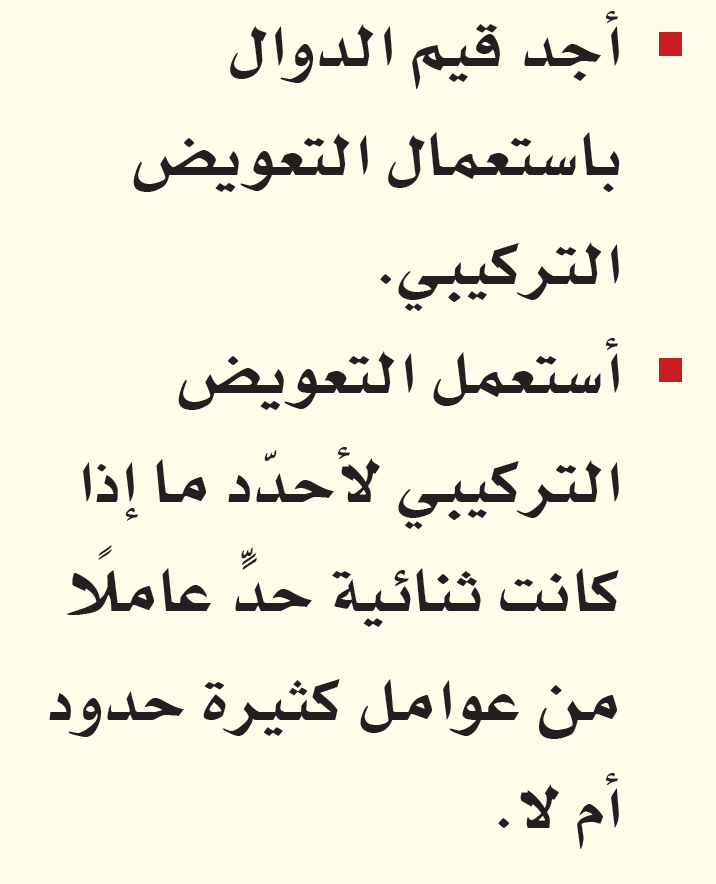 أجد قيم الدوال
باستعمال التعويض
التركيبي.
أستعمل التعويض
التركيبي لأحدّد ما إذا
كانت ثنائية حدٍّ عاملًا
من عوامل كثيرة حدود
أم لا.